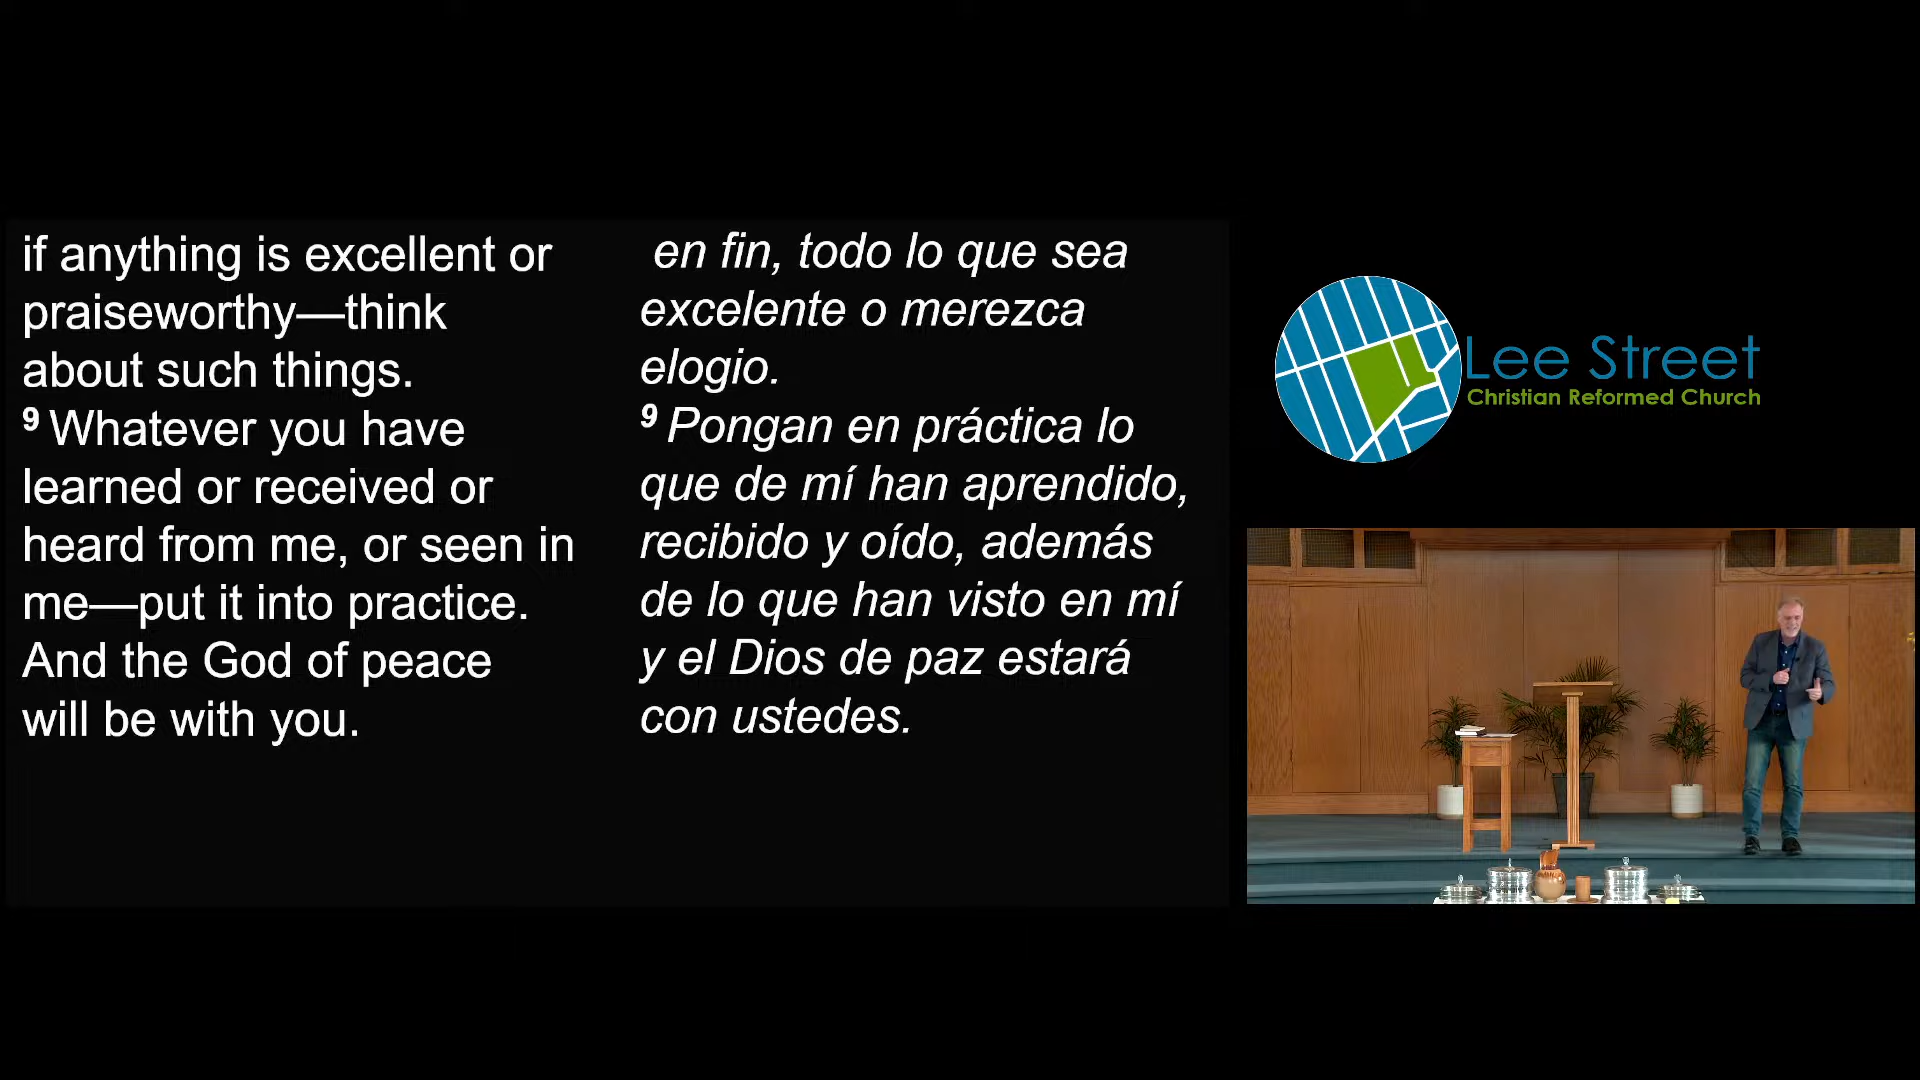 if anything is excellent or
praiseworthy—think
about such things.
9 Whatever you have
learned or received or
heard from me, or seen in
me—put it into practice.
And the God of peace
will be with you.
en fin, todo lo que sea
excelente o merezca
elogio.
9 Pongan en práctica lo
que de mí han aprendido,
recibido y oído, además
de lo que han visto en mí
y el Dios de paz estará
con ustedes.
Lee Street
Christian Reformed Church